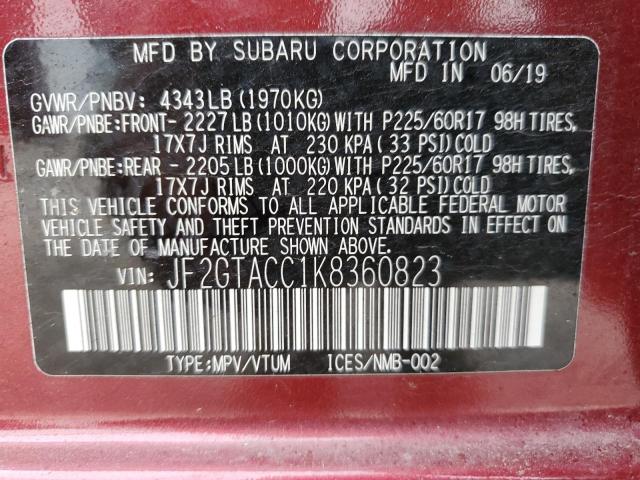 MFD BY SUBARU CORPORATION
MFD IN 06/19
GVWR/PNBV: 4343LB (1970KG)
GAWR/PNBE:FRONT- 2227LB (1010KG)WITH P225/60R17 98H TIRES,
17X7J RIMS AT 230 KPA ( 33 PSI) COLD
GAWR/PNBE:REAR - 2205LB (1000KG)WITH P225/60R17 98H TIRES,
17X7J RIMS AT 220 KPA ( 32 PSI) COLD
THIS VEHICLE CONFORMS TO ALL APPLICABLE FEDERAL MOTOR
VEHICLE SAFETY AND THEFT PREVENTION STANDARDS IN EFFECT ON
THE DATE OF MANUFACTURE SHOWN ABOVE.
VIN: JF2GTACC1K8360823
TYPE:MPV/VTUM ICES/NMB-002